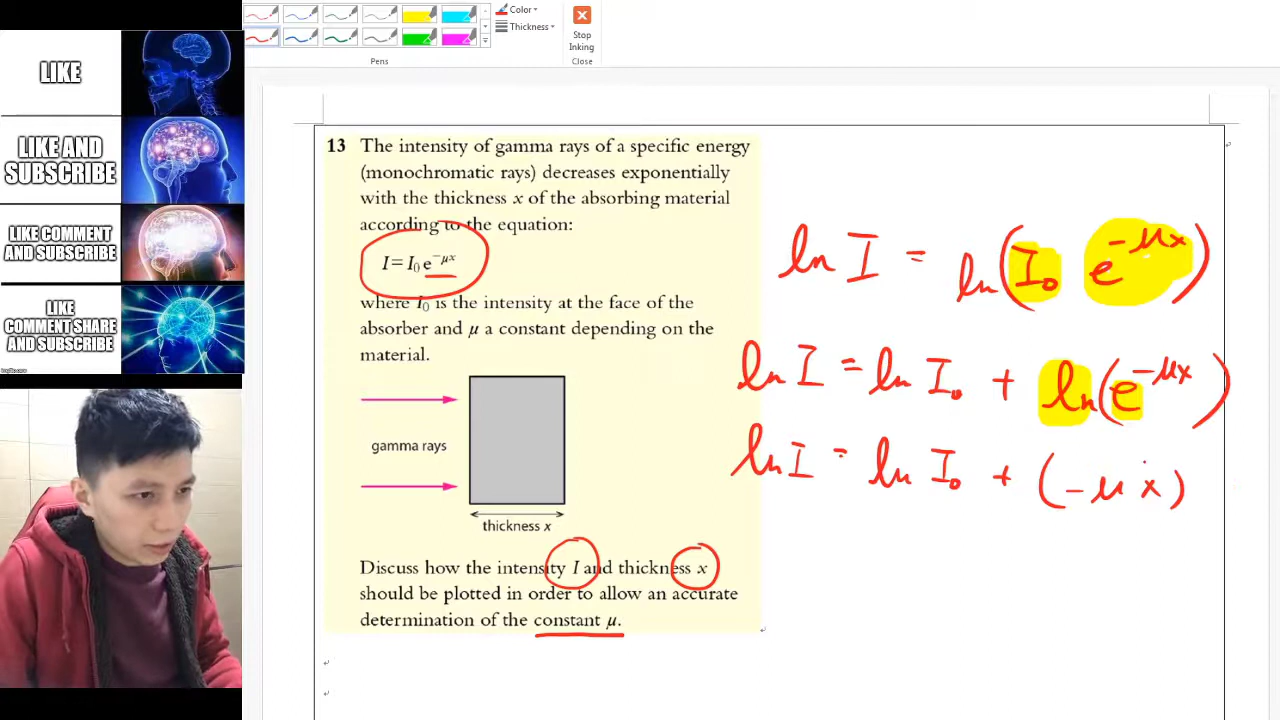 Color
Thickness
Stop
Inking
Pens
Close
LIKE
LIKE AND
SUBSCRIBE
LIKE COMMENT
AND SUBSCRIBE
LIKE
COMMENT SHARE
AND SUBSCRIBE
13 The intensity of gamma rays of a specific energy
(monochromatic rays) decreases exponentially
with the thickness x of the absorbing material
according to the equation:
I = I₀ e^{−μx}
where I₀ is the intensity at the face of the
absorber and μ a constant depending on the
material.
gamma rays
thickness x
Discuss how the intensity I and thickness x
should be plotted in order to allow an accurate
determination of the constant μ.
ln I = ln(I₀ e^{−μx})
ln I = ln I₀ + ln(e^{−μx})
ln I = ln I₀ + (−μx)